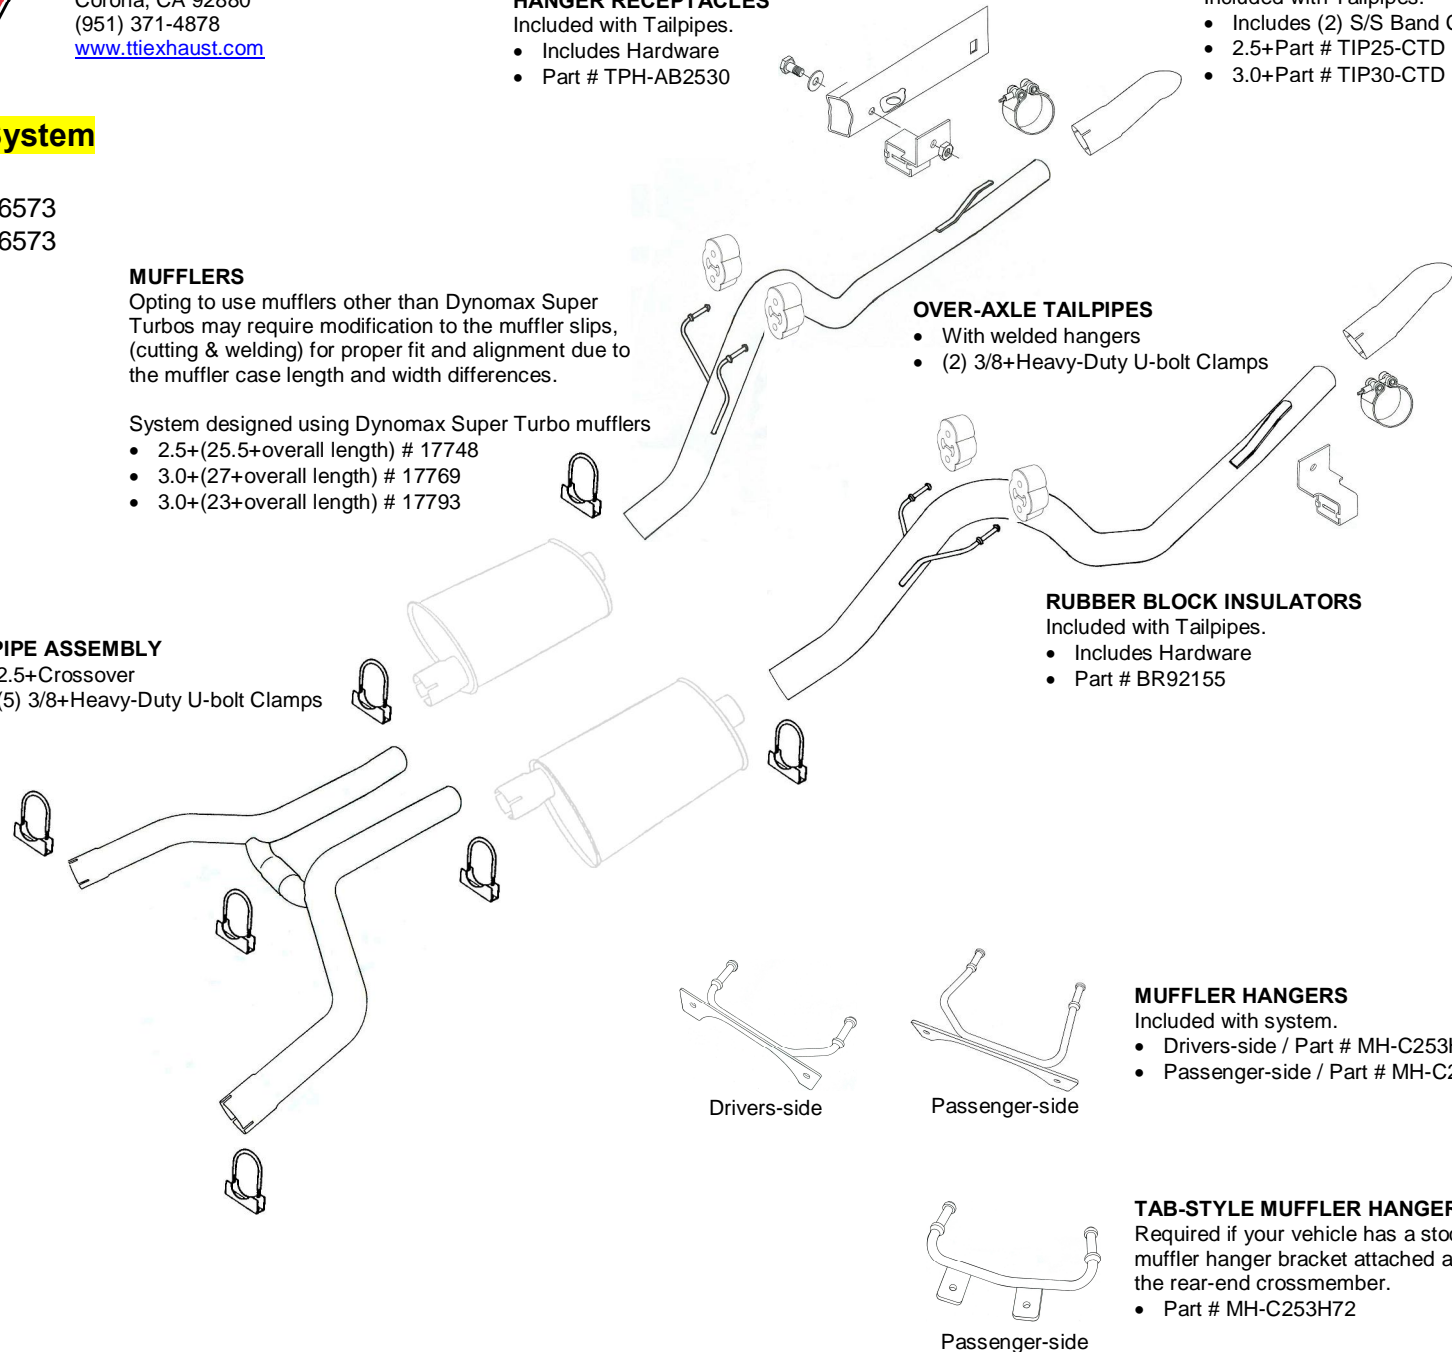 Corona, CA 92880
(951) 371-4878
www.ttiexhaust.com
HANGER RECEPTACLES
Included with Tailpipes.
• Includes Hardware
• Part # TPH-AB2530
Included with Tailpipes.
• Includes (2) S/S Band
• 2.5+Part # TIP25-CTD
• 3.0+Part # TIP30-CTD
System
6573
6573
MUFFLERS
Opting to use mufflers other than Dynomax Super
Turbos may require modification to the muffler slips,
(cutting & welding) for proper fit and alignment due to
the muffler case length and width differences.
System designed using Dynomax Super Turbo mufflers
• 2.5+(25.5+overall length) # 17748
• 3.0+(27+overall length) # 17769
• 3.0+(23+overall length) # 17793
OVER-AXLE TAILPIPES
• With welded hangers
• (2) 3/8+Heavy-Duty U-bolt Clamps
RUBBER BLOCK INSULATORS
Included with Tailpipes.
• Includes Hardware
• Part # BR92155
PIPE ASSEMBLY
2.5+Crossover
(5) 3/8+Heavy-Duty U-bolt Clamps
MUFFLER HANGERS
Included with system.
• Drivers-side / Part # MH-C253
• Passenger-side / Part # MH-C2
Drivers-side
Passenger-side
TAB-STYLE MUFFLER HANGER
Required if your vehicle has a
muffler hanger bracket attached
the rear-end crossmember.
• Part # MH-C253H72
Passenger-side